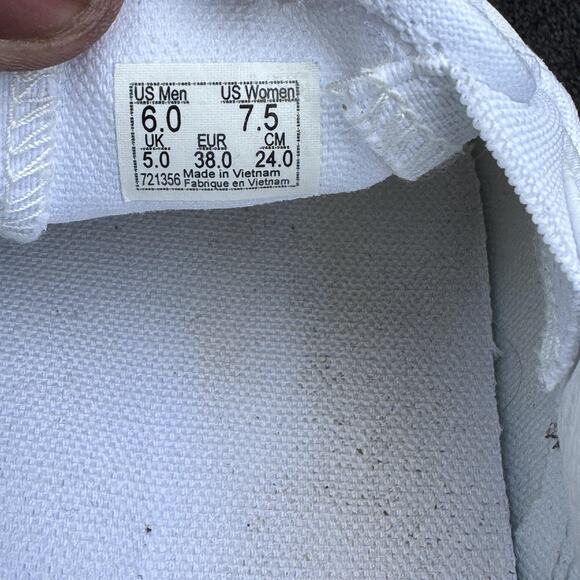 US Men US Women
6.0 7.5
UK EUR CM
5.0 38.0 24.0
721356 Made in Vietnam
Fabrique en Vietnam